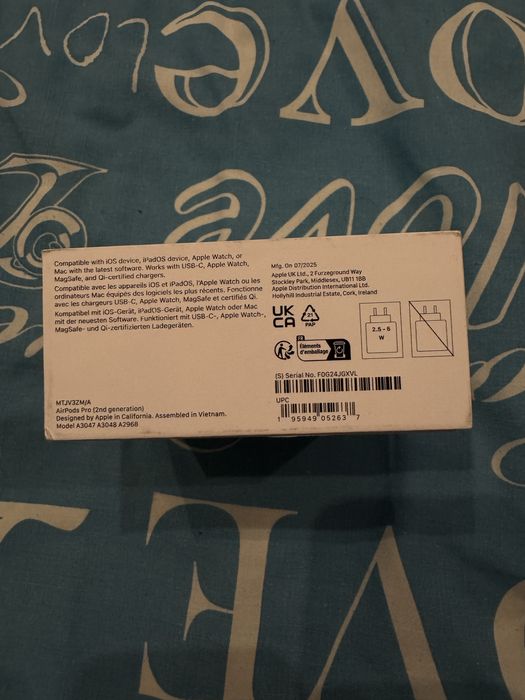 Love
OVE
Love
Compatible with iOS device, iPadOS device, Apple Watch, or
Mac with the latest software. Works with USB-C, Apple Watch,
MagSafe, and Qi-certified chargers.
Compatible avec les appareils iOS et iPadOS, l'Apple Watch ou les
ordinateurs Mac équipés des logiciels les plus récents. Fonctionne
avec les chargeurs USB-C, Apple Watch, MagSafe et certifiés Qi.
Kompatibel mit iOS-Gerät, iPadOS-Gerät, Apple Watch oder Mac
mit der neuesten Software. Funktioniert mit USB-C-, Apple Watch-,
MagSafe- und Qi-zertifizierten Ladegeräten.
MTJV3ZM/A
AirPods Pro (2nd generation)
Designed by Apple in California. Assembled in Vietnam.
Model A3047 A3048 A2968
Mfg. On 07/2025
Apple UK Ltd., 2 Furzeground Way
Stockley Park, Middlesex, UB11 1BB
Apple Distribution International Ltd.
Hollyhill Industrial Estate, Cork, Ireland
UK
CA
21
PAP
FR
Éléments
d'emballage
2.5 - 5
W
(S) Serial No. F0G24JGXVL
UPC
1 95949 05263 7
VE